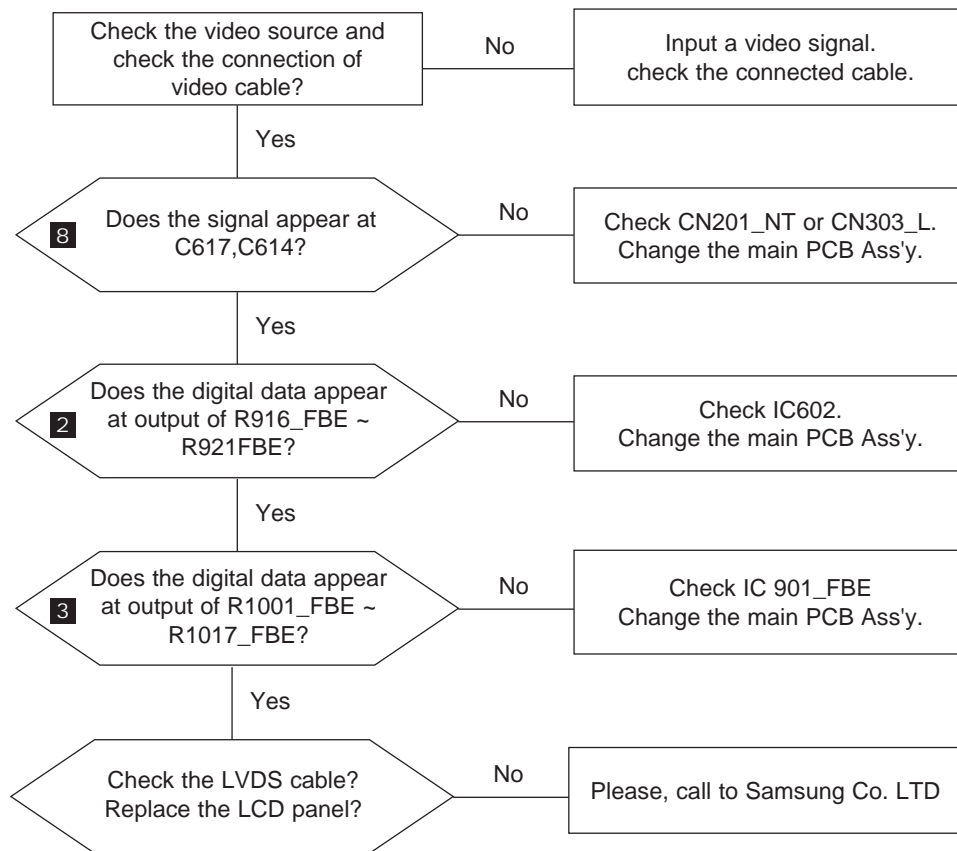 Check the video source and
check the connection of
video cable?
No
Input a video signal.
check the connected cable.
Yes
8
Does the signal appear at
C617,C614?
No
Check CN201_NT or CN303_L.
Change the main PCB Ass'y.
Yes
2
Does the digital data appear
at output of R916_FBE ~
R921FBE?
No
Check IC602.
Change the main PCB Ass'y.
Yes
3
Does the digital data appear
at output of R1001_FBE ~
R1017_FBE?
No
Check IC 901_FBE
Change the main PCB Ass'y.
Yes
Check the LVDS cable?
Replace the LCD panel?
No
Please, call to Samsung Co. LTD